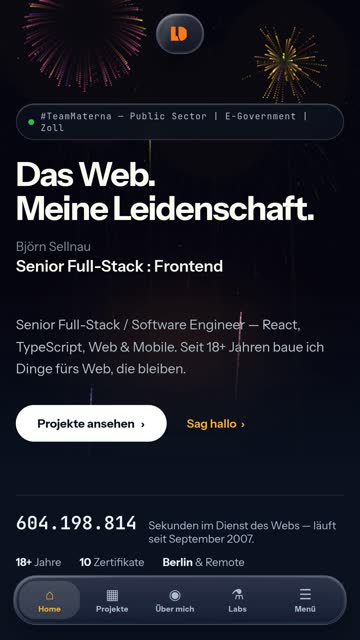 #TeamMaterna — Public Sector | E-Government |
Zoll
Das Web.
Meine Leidenschaft.
Björn Sellnau
Senior Full-Stack : Frontend
Senior Full-Stack / Software Engineer — React,
TypeScript, Web & Mobile. Seit 18+ Jahren baue ich
Dinge fürs Web, die bleiben.
Projekte ansehen ›
Sag hallo ›
604.198.814
Sekunden im Dienst des Webs — läuft
seit September 2007.
18+ Jahre
10 Zertifikate
Berlin & Remote
Home
Projekte
Über mich
Labs
Menü